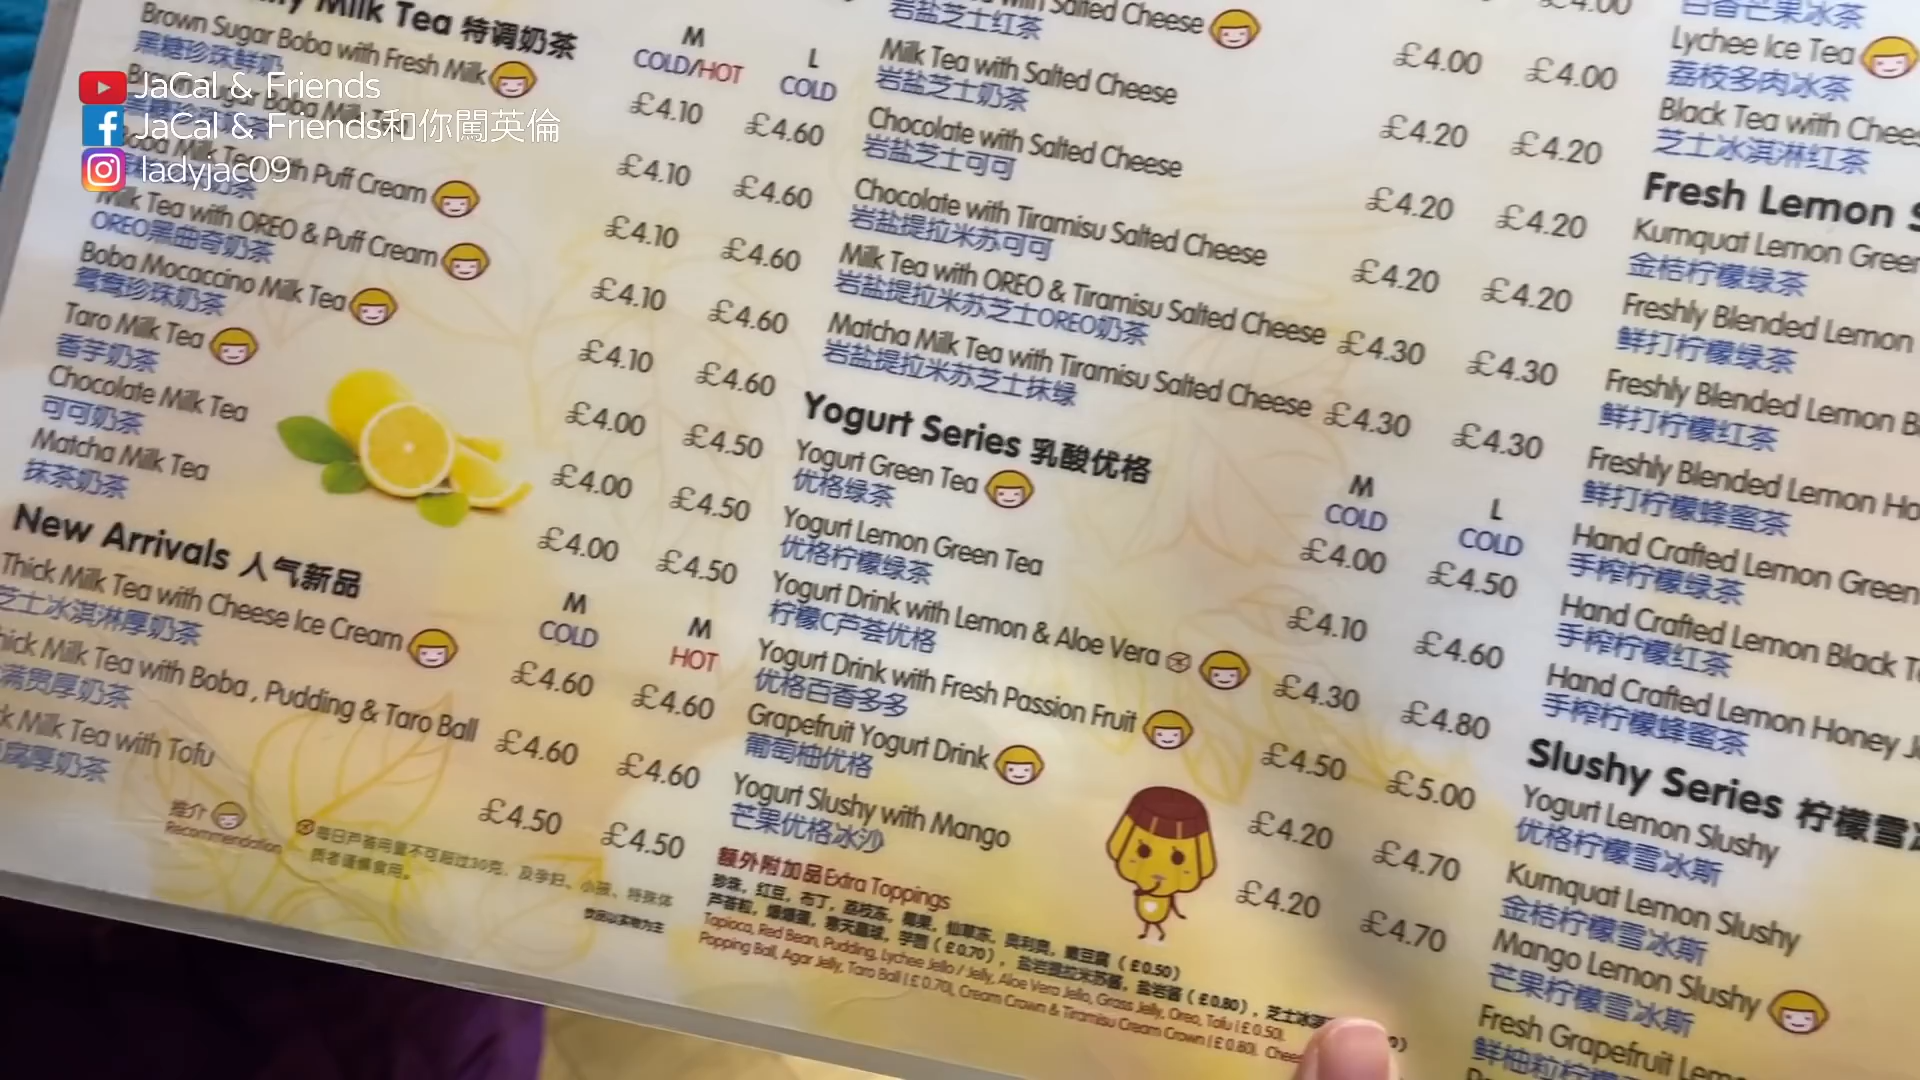 Milk Tea 特调奶茶
M
COLD/HOT
L
COLD
Brown Sugar Boba with Fresh Milk
黑糖珍珠鲜奶
£4.10 £4.60
JaCal & Friends
JaCal & Friends和你闖英倫
ladyjac09
£4.10 £4.60
Puff Cream
£4.10 £4.60
Milk Tea with OREO & Puff Cream
OREO黑曲奇奶茶
£4.10 £4.60
Boba Mocaccino Milk Tea
鸳鸯珍珠奶茶
£4.10 £4.60
Taro Milk Tea
香芋奶茶
£4.00 £4.50
Chocolate Milk Tea
可可奶茶
£4.00 £4.50
Matcha Milk Tea
抹茶奶茶
£4.00 £4.50
New Arrivals 人气新品
M
COLD
M
HOT
Thick Milk Tea with Cheese Ice Cream
芝士冰淇淋厚奶茶
£4.60 £4.60
Thick Milk Tea with Boba , Pudding & Taro Ball
满贯厚奶茶
£4.60 £4.60
Milk Tea with Tofu
厚奶茶
£4.50 £4.50
推介
Recommendation
每日芦荟用量不可超过30克，及孕妇、小孩、特殊体
质者谨慎食用。
饮品以实物为主
Salted Cheese
岩盐芝士红茶
£4.00 £4.00
Milk Tea with Salted Cheese
岩盐芝士奶茶
£4.20 £4.20
Chocolate with Salted Cheese
岩盐芝士可可
£4.20 £4.20
Chocolate with Tiramisu Salted Cheese
岩盐提拉米苏可可
£4.20 £4.20
Milk Tea with OREO & Tiramisu Salted Cheese £4.30 £4.30
岩盐提拉米苏芝士OREO奶茶
Matcha Milk Tea with Tiramisu Salted Cheese £4.30 £4.30
岩盐提拉米苏芝士抹绿
Yogurt Series 乳酸优格
M
COLD
L
COLD
Yogurt Green Tea £4.00 £4.50
优格绿茶
Yogurt Lemon Green Tea £4.10 £4.60
优格柠檬绿茶
Yogurt Drink with Lemon & Aloe Vera £4.30 £4.80
柠檬C芦荟优格
Yogurt Drink with Fresh Passion Fruit £4.50 £5.00
优格百香多多
Grapefruit Yogurt Drink £4.20 £4.70
葡萄柚优格
Yogurt Slushy with Mango £4.20 £4.70
芒果优格冰沙
额外附加品 Extra Toppings
珍珠，红豆，布丁，荔枝冻，椰果，仙草冻，奥利奥，嫩豆腐（£0.50）
芦荟粒，爆爆蛋，寒天晶球，芋圆（£0.70），盐岩提拉米苏酱，盐岩酱（£0.80），芝士冰
Tapioca, Red Bean, Pudding, Lychee Jello / Jelly, Aloe Vera Jello, Grass Jelly, Oreo, Tofu (£0.50).
Popping Ball, Agar Jelly, Taro Ball (£0.70), Cream Crown & Tiramisu Cream Crown (£0.80).
£4.00
百香芒果冰茶
Lychee Ice Tea
荔枝多肉冰茶
Black Tea with
芝士冰淇淋红茶
Fresh Lemon
Kumquat Lemon Green
金桔柠檬绿茶
Freshly Blended Lemon
鲜打柠檬绿茶
Freshly Blended Lemon
鲜打柠檬红茶
Freshly Blended Lemon
鲜打柠檬蜂蜜茶
Hand Crafted Lemon Green
手榨柠檬绿茶
Hand Crafted Lemon Black
手榨柠檬红茶
Hand Crafted Lemon Honey
手榨柠檬蜂蜜茶
Slushy Series 柠檬雪
Yogurt Lemon Slushy
优格柠檬雪冰斯
Kumquat Lemon Slushy
金桔柠檬雪冰斯
Mango Lemon Slushy
芒果柠檬雪冰斯
Fresh Grapefruit
鲜柚粒柠檬